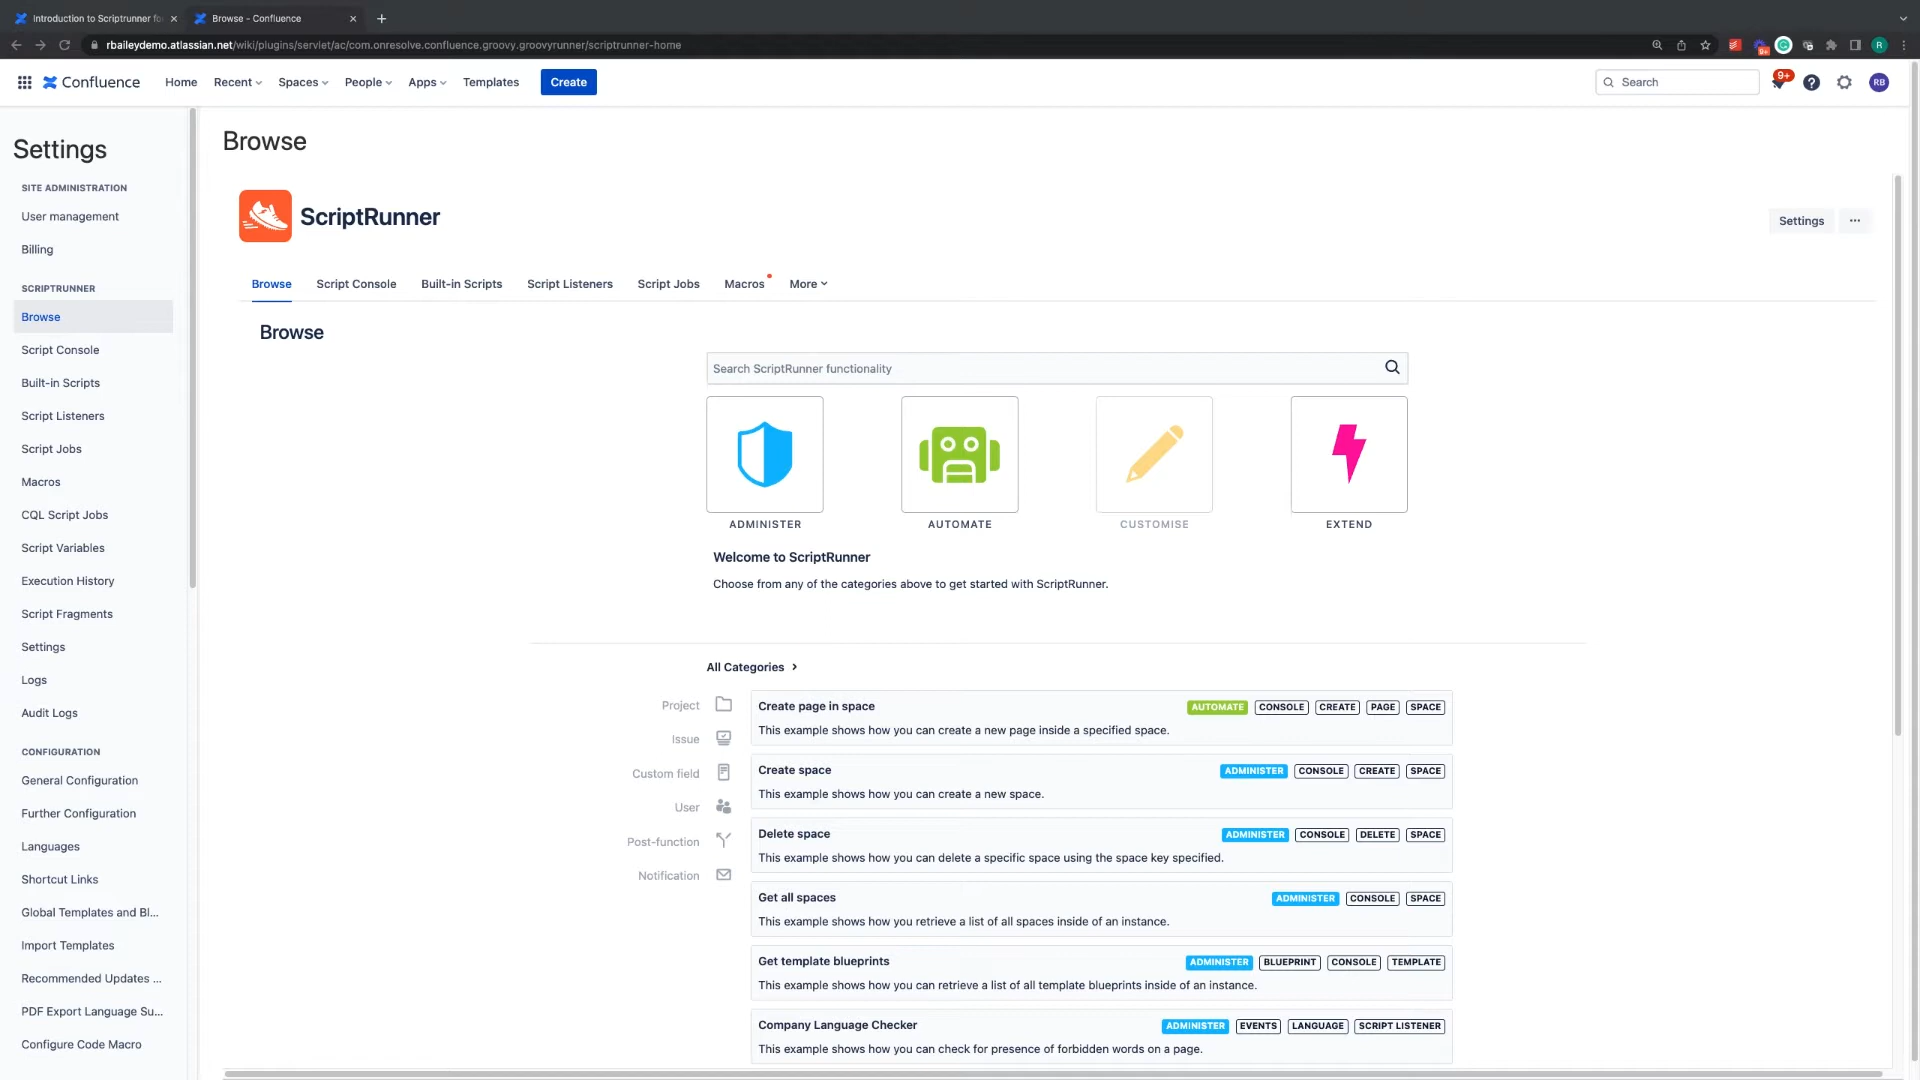 Introduction to Scriptrunner fo
Browse - Confluence
rbaileydemo.atlassian.net/wiki/plugins/servlet/ac/com.onresolve.confluence.groovy.groovyrunner/scriptrunner-home
9+
R
Confluence
Home
Recent
Spaces
People
Apps
Templates
Create
Search
9+
RB
Settings
SITE ADMINISTRATION
User management
Billing
SCRIPTRUNNER
Browse
Script Console
Built-in Scripts
Script Listeners
Script Jobs
Macros
CQL Script Jobs
Script Variables
Execution History
Script Fragments
Settings
Logs
Audit Logs
CONFIGURATION
General Configuration
Further Configuration
Languages
Shortcut Links
Global Templates and Bl...
Import Templates
Recommended Updates ...
PDF Export Language Su...
Configure Code Macro
Browse
ScriptRunner
Settings
Browse
Script Console
Built-in Scripts
Script Listeners
Script Jobs
Macros
More
Browse
Search ScriptRunner functionality
ADMINISTER
AUTOMATE
CUSTOMISE
EXTEND
Welcome to ScriptRunner
Choose from any of the categories above to get started with ScriptRunner.
All Categories
Project
Issue
Custom field
User
Post-function
Notification
Create page in space
AUTOMATE CONSOLE CREATE PAGE SPACE
This example shows how you can create a new page inside a specified space.
Create space
ADMINISTER CONSOLE CREATE SPACE
This example shows how you can create a new space.
Delete space
ADMINISTER CONSOLE DELETE SPACE
This example shows how you can delete a specific space using the space key specified.
Get all spaces
ADMINISTER CONSOLE SPACE
This example shows how you retrieve a list of all spaces inside of an instance.
Get template blueprints
ADMINISTER BLUEPRINT CONSOLE TEMPLATE
This example shows how you can retrieve a list of all template blueprints inside of an instance.
Company Language Checker
ADMINISTER EVENTS LANGUAGE SCRIPT LISTENER
This example shows how you can check for presence of forbidden words on a page.